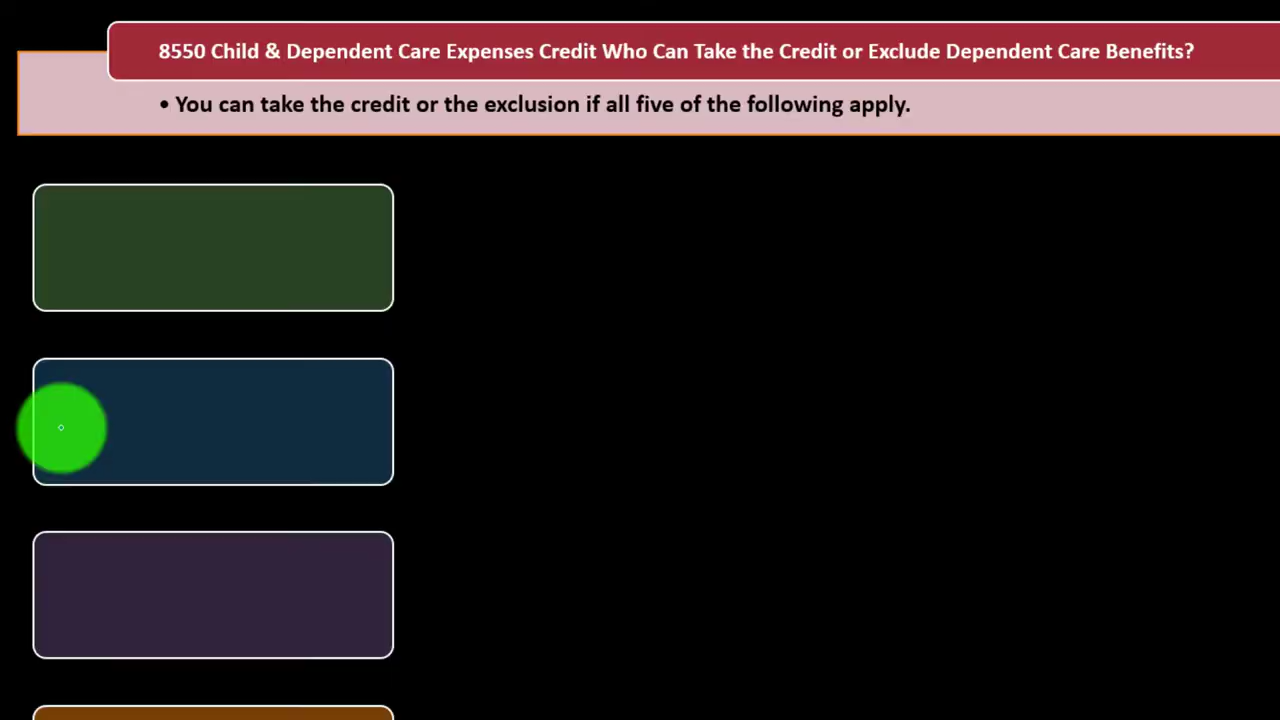 8550 Child & Dependent Care Expenses Credit Who Can Take the Credit or Exclude Dependent Care Benefits?
• You can take the credit or the exclusion if all five of the following apply.